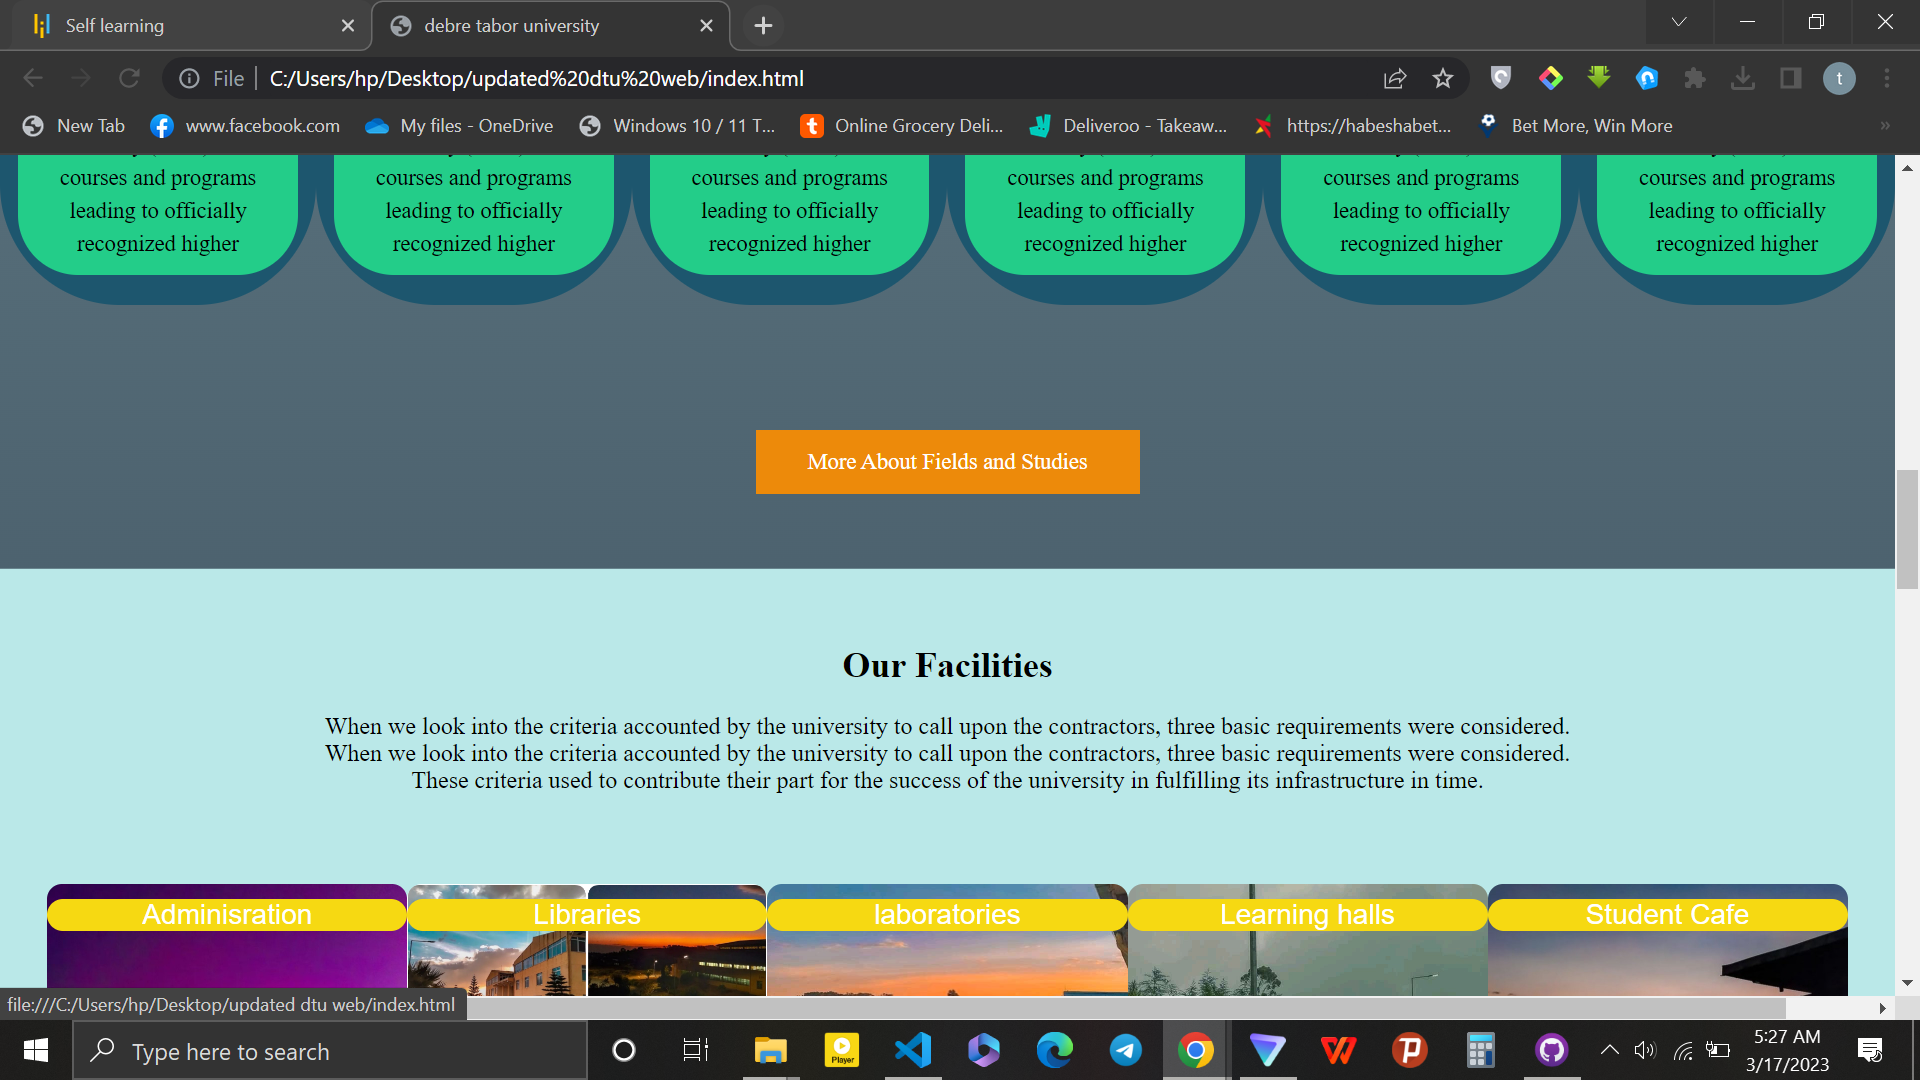 Self learning
debre tabor university
File
C:/Users/hp/Desktop/updated%20dtu%20web/index.html
t
New Tab
www.facebook.com
My files - OneDrive
Windows 10 / 11 T...
Online Grocery Deli...
Deliveroo - Takeaw...
https://habeshabet...
Bet More, Win More
»
courses and programs
leading to officially
recognized higher
courses and programs
leading to officially
recognized higher
courses and programs
leading to officially
recognized higher
courses and programs
leading to officially
recognized higher
courses and programs
leading to officially
recognized higher
courses and programs
leading to officially
recognized higher
More About Fields and Studies
Our Facilities
When we look into the criteria accounted by the university to call upon the contractors, three basic requirements were considered.
When we look into the criteria accounted by the university to call upon the contractors, three basic requirements were considered.
These criteria used to contribute their part for the success of the university in fulfilling its infrastructure in time.
Adminisration
Libraries
laboratories
Learning halls
Student Cafe
file:///C:/Users/hp/Desktop/updated dtu web/index.html
Type here to search
Player
5:27 AM
3/17/2023